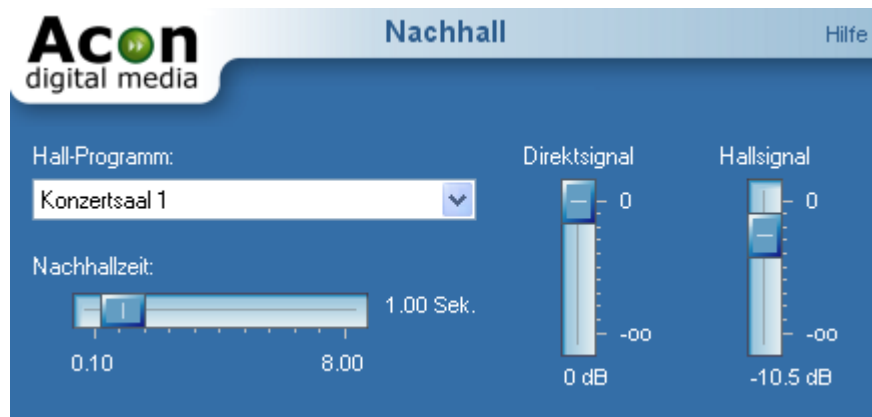 Acon
digital media
Nachhall
Hilfe
Hall-Programm:
Konzertsaal 1
Nachhallzeit:
1.00 Sek.
0.10
8.00
Direktsignal
0
-oo
0 dB
Hallsignal
0
-oo
-10.5 dB